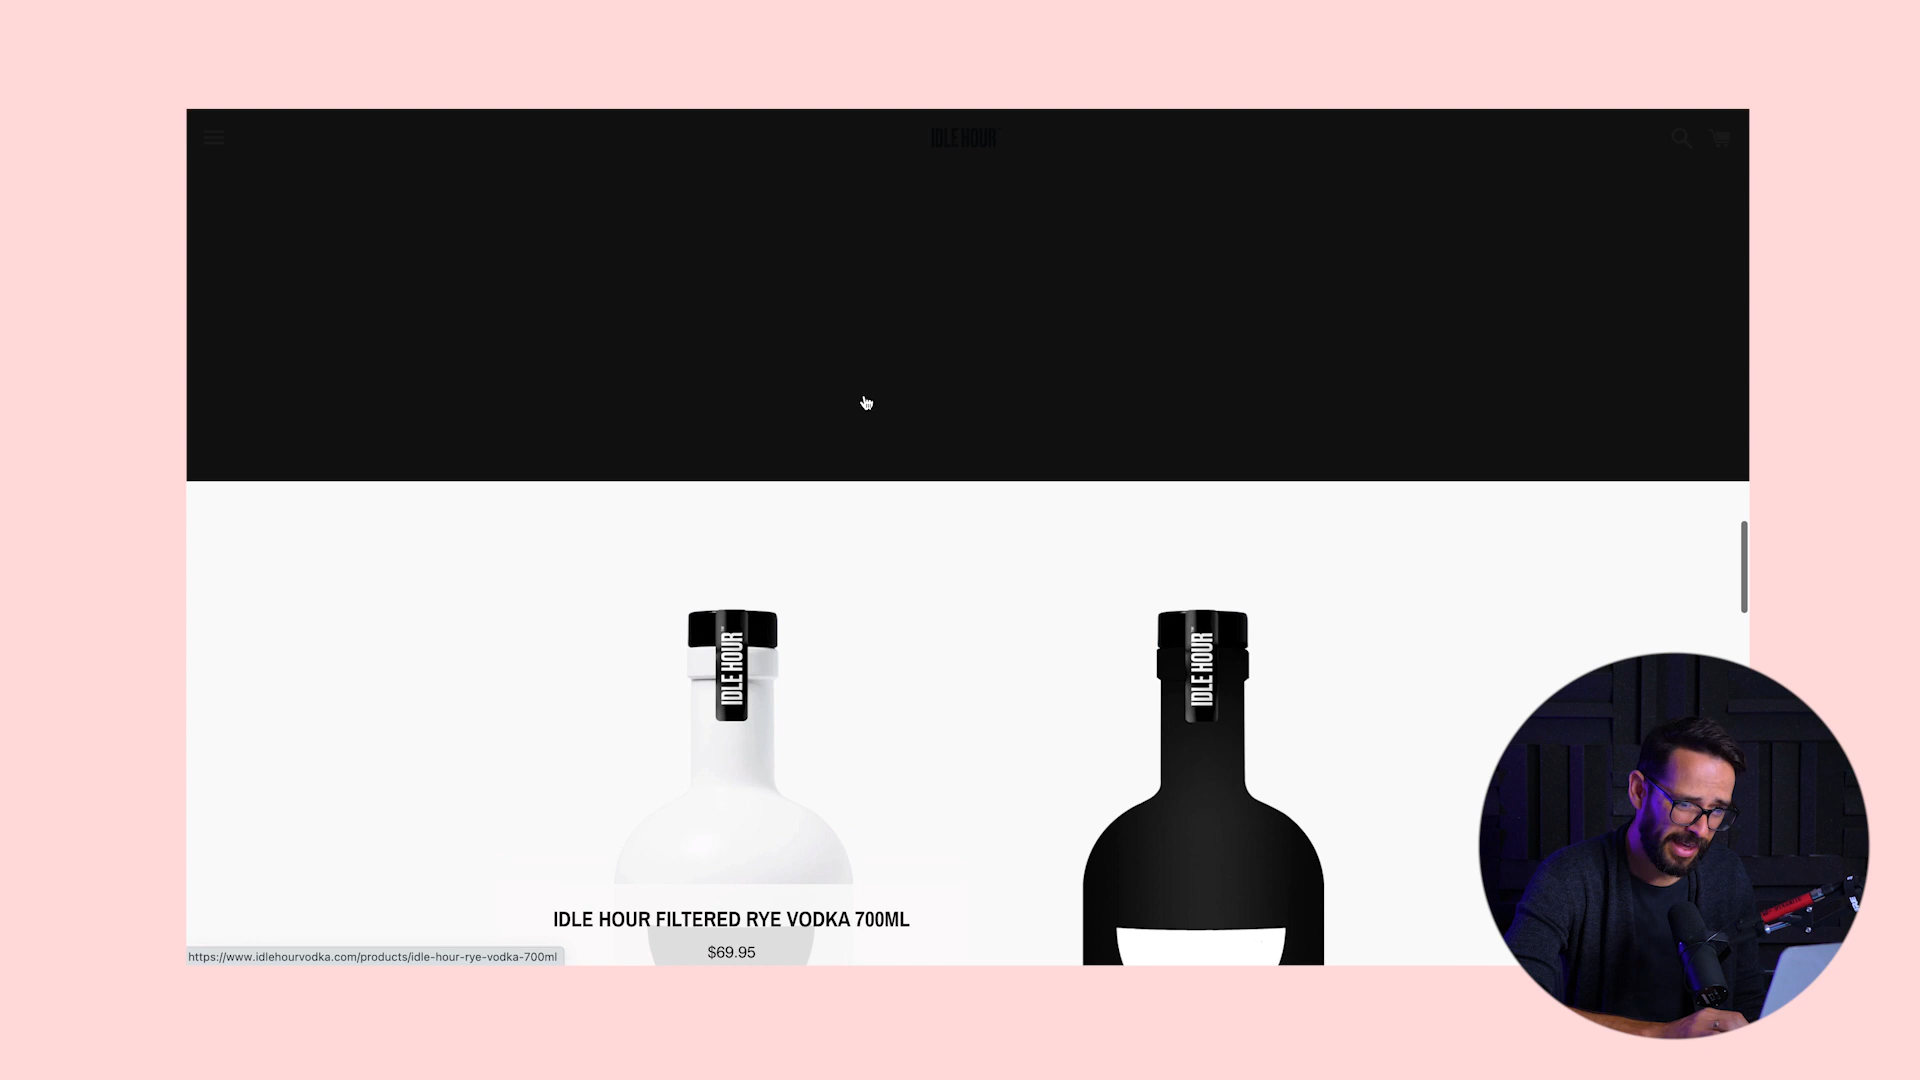 IDLE HOUR
IDLE HOUR
IDLE HOUR
IDLE HOUR FILTERED RYE VODKA 700ML
$69.95
https://www.idlehourvodka.com/products/idle-hour-rye-vodka-700ml